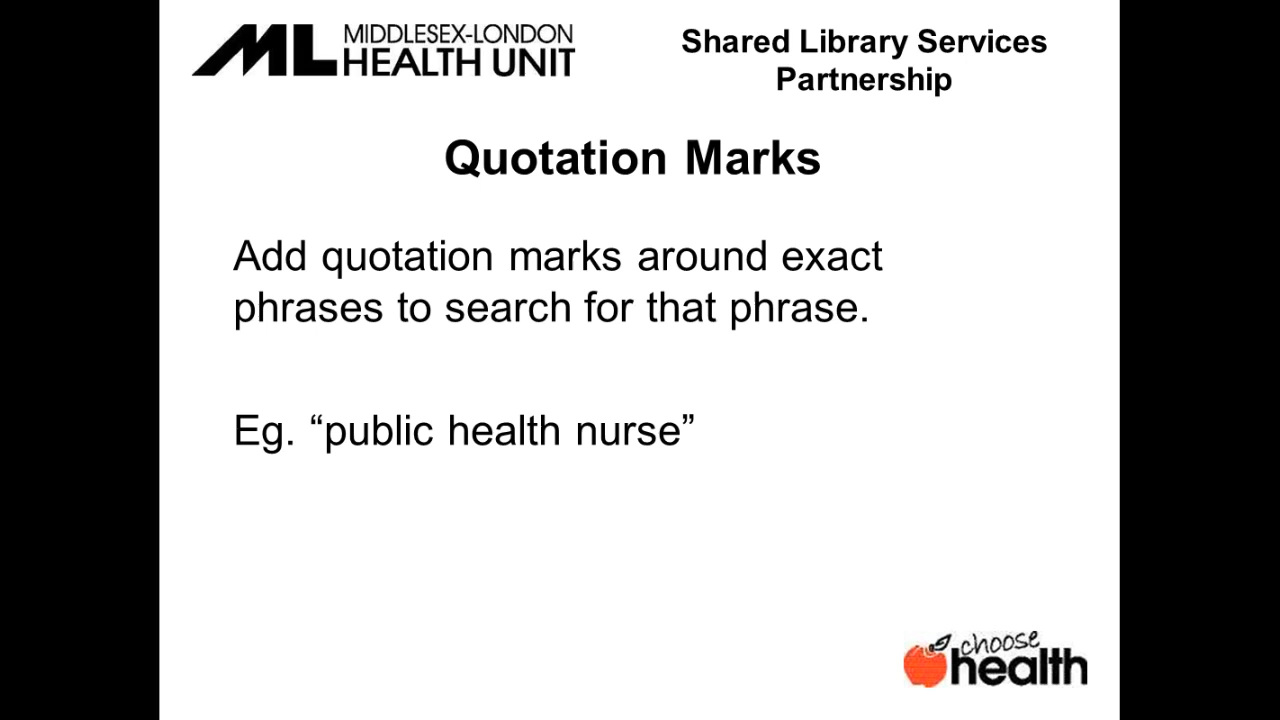 ML MIDDLESEX-LONDON
HEALTH UNIT
Shared Library Services
Partnership
Quotation Marks
Add quotation marks around exact
phrases to search for that phrase.
Eg. “public health nurse”
choose
health